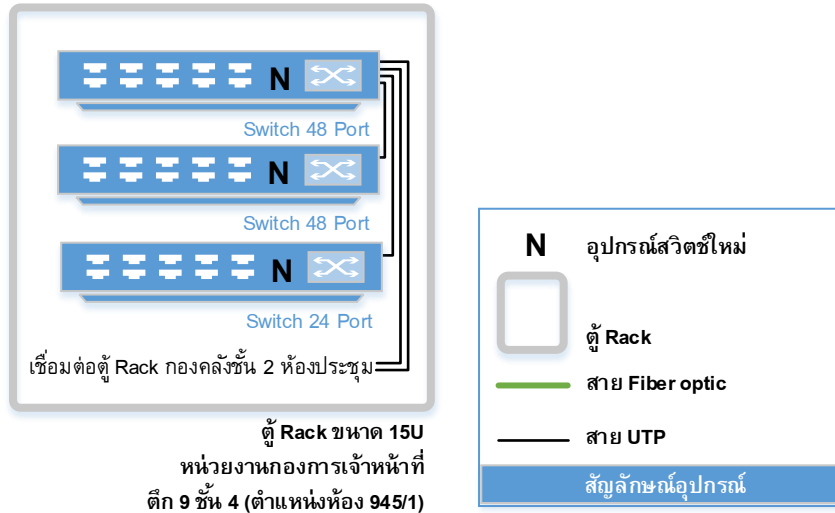 N
Switch 48 Port
N
Switch 48 Port
N
Switch 24 Port
เชื่อมต่อตู้ Rack กองคลังชั้น 2 ห้องประชุม
ตู้ Rack ขนาด 15U
หน่วยงานกองการเจ้าหน้าที่
ตึก 9 ชั้น 4 (ตำแหน่งห้อง 945/1)
N อุปกรณ์สวิตช์ใหม่
ตู้ Rack
สาย Fiber optic
สาย UTP
สัญลักษณ์อุปกรณ์